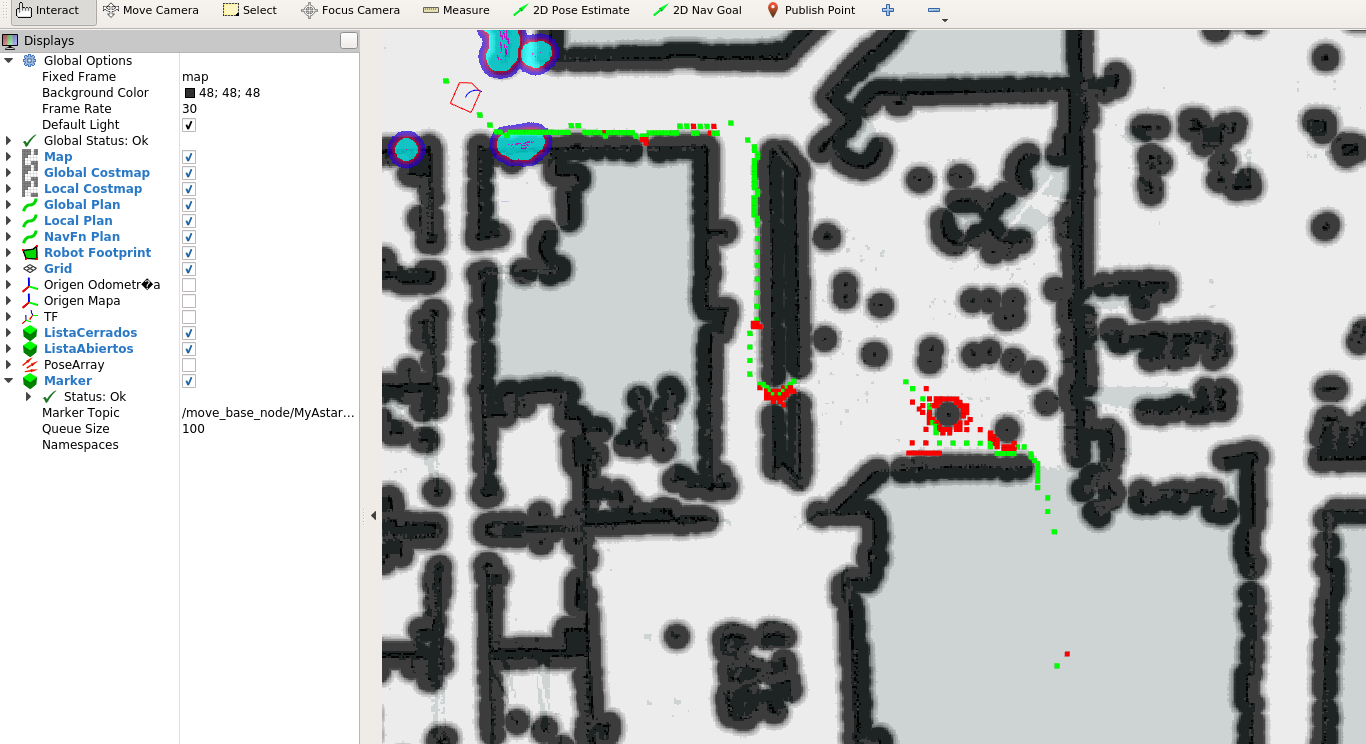 Interact Move Camera Select Focus Camera Measure 2D Pose Estimate 2D Nav Goal Publish Point
Displays
Global Options
Fixed Frame map
Background Color 48; 48; 48
Frame Rate 30
Default Light
Global Status: Ok
Map
Global Costmap
Local Costmap
Global Plan
Local Plan
NavFn Plan
Robot Footprint
Grid
Origen Odometr�a
Origen Mapa
TF
ListaCerrados
ListaAbiertos
PoseArray
Marker
Status: Ok
Marker Topic /move_base_node/MyAstar...
Queue Size 100
Namespaces